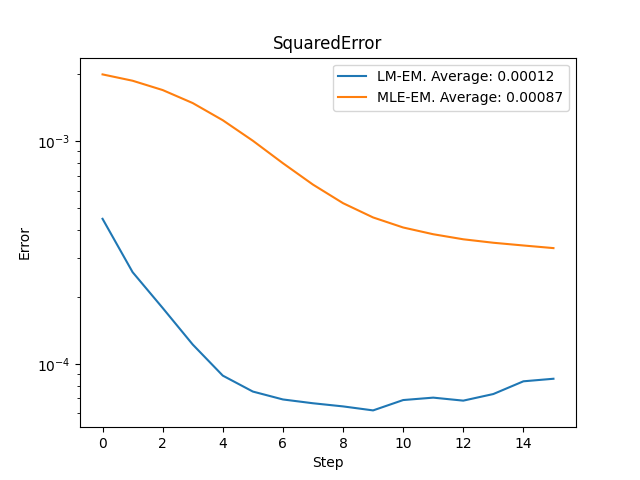 SquaredError
LM-EM. Average: 0.00012
MLE-EM. Average: 0.00087
10⁻³
10⁻⁴
Error
0 2 4 6 8 10 12 14
Step